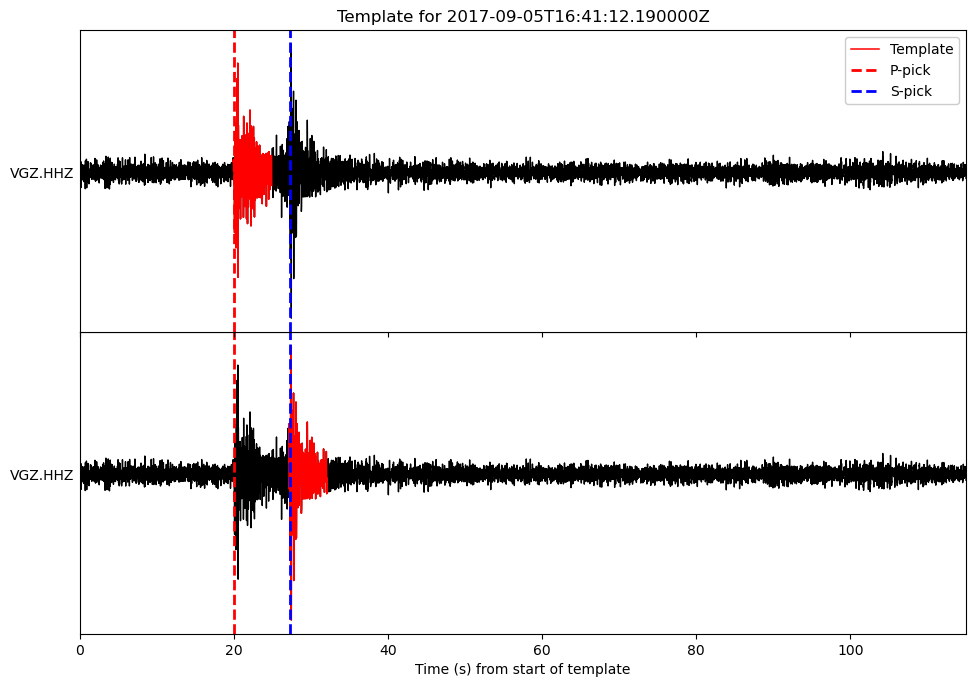 Template for 2017-09-05T16:41:12.190000Z
Template
P-pick
S-pick
VGZ.HHZ
VGZ.HHZ
0 20 40 60 80 100
Time (s) from start of template